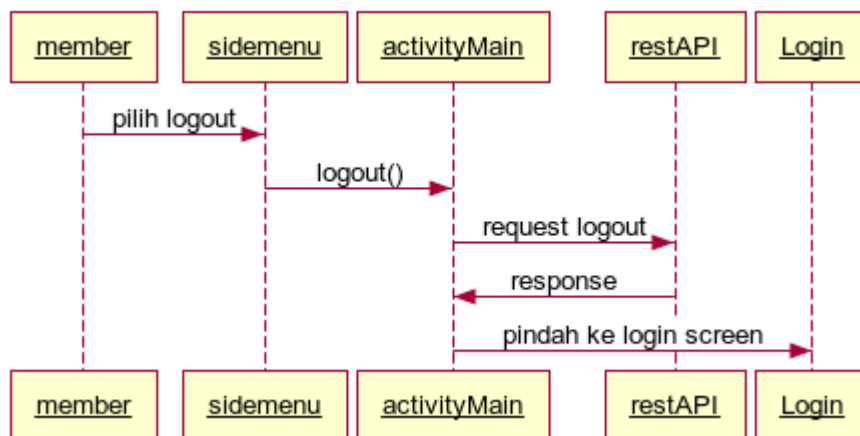 member sidemenu activityMain restAPI Login
pilih logout
logout()
request logout
response
pindah ke login screen
member sidemenu activityMain restAPI Login